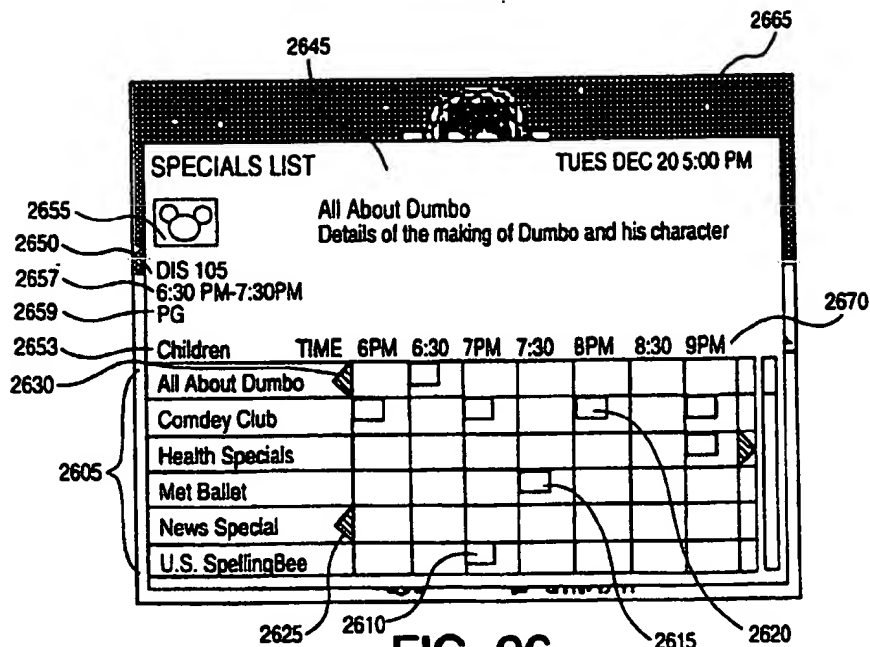 2645
2665
SPECIALS LIST
TUES DEC 20 5:00 PM
2655
All About Dumbo
Details of the making of Dumbo and his character
2650
DIS 105
2657
6:30 PM-7:30PM
2659
PG
2670
2653
Children TIME 6PM 6:30 7PM 7:30 8PM 8:30 9PM
2630
All About Dumbo
Comdey Club
2605
Health Specials
Met Ballet
News Special
U.S. SpellingBee
2625 2610 2615 2620